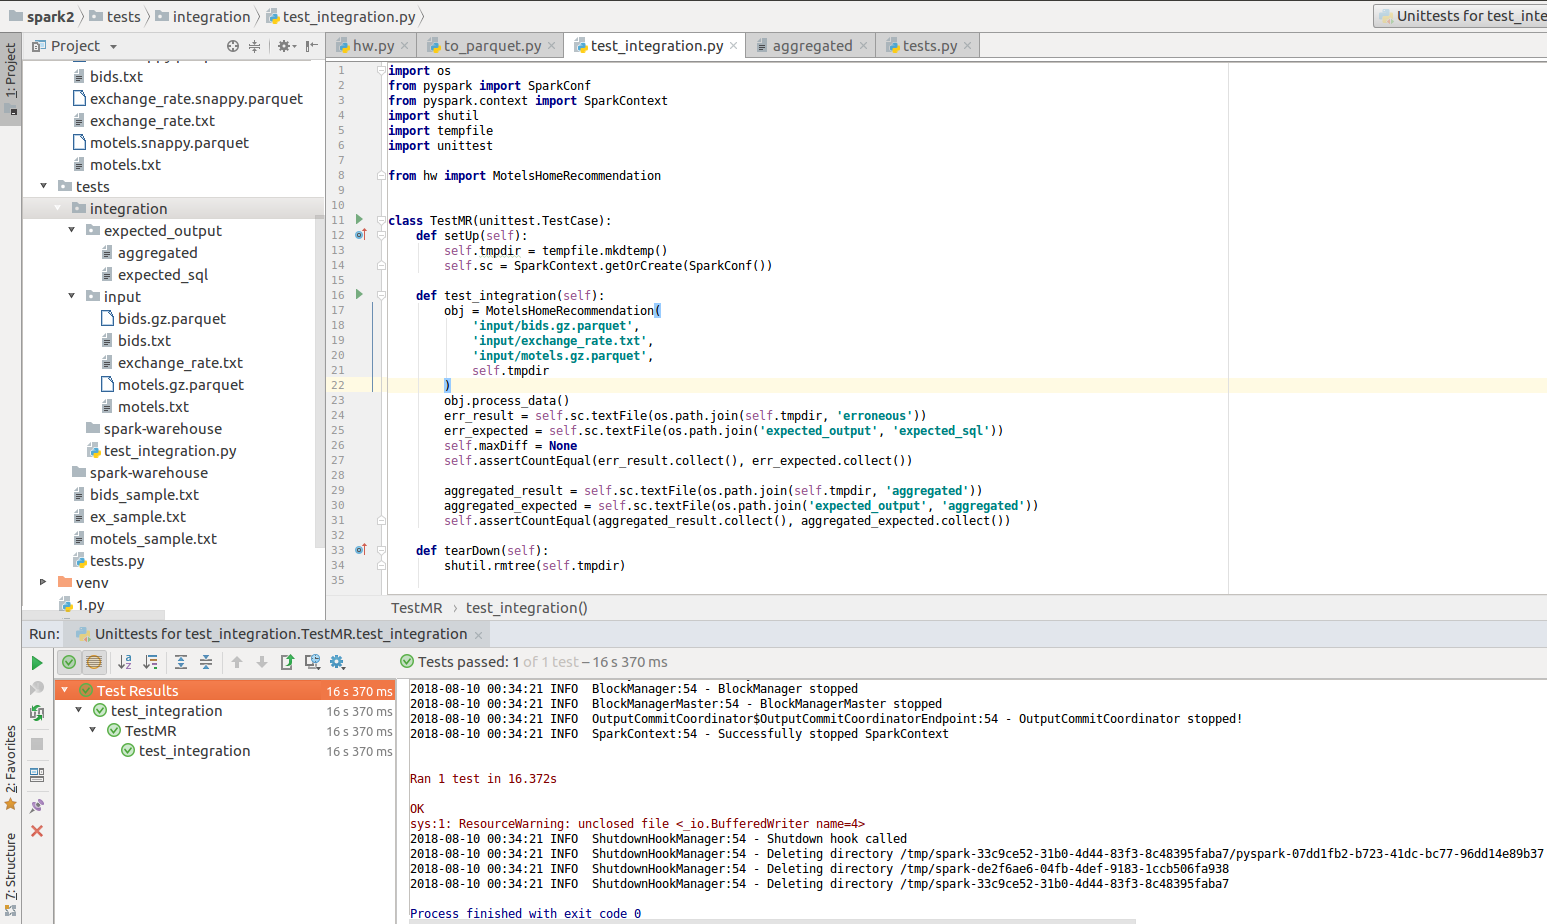 spark2 tests integration test_integration.py
Unittests for test_inte
1: Project
Project
hw.py to_parquet.py test_integration.py aggregated tests.py
bids.txt
exchange_rate.snappy.parquet
exchange_rate.txt
motels.snappy.parquet
motels.txt
tests
integration
expected_output
aggregated
expected_sql
input
bids.gz.parquet
bids.txt
exchange_rate.txt
motels.gz.parquet
motels.txt
spark-warehouse
test_integration.py
spark-warehouse
bids_sample.txt
ex_sample.txt
motels_sample.txt
tests.py
venv
1.py
1 import os
2 from pyspark import SparkConf
3 from pyspark.context import SparkContext
4 import shutil
5 import tempfile
6 import unittest
7
8 from hw import MotelsHomeRecommendation
9
10
11 class TestMR(unittest.TestCase):
12 def setUp(self):
13 self.tmpdir = tempfile.mkdtemp()
14 self.sc = SparkContext.getOrCreate(SparkConf())
15
16 def test_integration(self):
17 obj = MotelsHomeRecommendation(
18 'input/bids.gz.parquet',
19 'input/exchange_rate.txt',
20 'input/motels.gz.parquet',
21 self.tmpdir
22 )
23 obj.process_data()
24 err_result = self.sc.textFile(os.path.join(self.tmpdir, 'erroneous'))
25 err_expected = self.sc.textFile(os.path.join('expected_output', 'expected_sql'))
26 self.maxDiff = None
27 self.assertCountEqual(err_result.collect(), err_expected.collect())
28
29 aggregated_result = self.sc.textFile(os.path.join(self.tmpdir, 'aggregated'))
30 aggregated_expected = self.sc.textFile(os.path.join('expected_output', 'aggregated'))
31 self.assertCountEqual(aggregated_result.collect(), aggregated_expected.collect())
32
33 def tearDown(self):
34 shutil.rmtree(self.tmpdir)
35
TestMR › test_integration()
Run: Unittests for test_integration.TestMR.test_integration
Tests passed: 1 of 1 test – 16 s 370 ms
Test Results 16 s 370 ms
test_integration 16 s 370 ms
TestMR 16 s 370 ms
test_integration 16 s 370 ms
2: Favorites
7: Structure
2018-08-10 00:34:21 INFO BlockManager:54 - BlockManager stopped
2018-08-10 00:34:21 INFO BlockManagerMaster:54 - BlockManagerMaster stopped
2018-08-10 00:34:21 INFO OutputCommitCoordinator$OutputCommitCoordinatorEndpoint:54 - OutputCommitCoordinator stopped!
2018-08-10 00:34:21 INFO SparkContext:54 - Successfully stopped SparkContext
Ran 1 test in 16.372s
OK
sys:1: ResourceWarning: unclosed file <_io.BufferedWriter name=4>
2018-08-10 00:34:21 INFO ShutdownHookManager:54 - Shutdown hook called
2018-08-10 00:34:21 INFO ShutdownHookManager:54 - Deleting directory /tmp/spark-33c9ce52-31b0-4d44-83f3-8c48395faba7/pyspark-07dd1fb2-b723-41dc-bc77-96dd14e89b37
2018-08-10 00:34:21 INFO ShutdownHookManager:54 - Deleting directory /tmp/spark-de2f6ae6-04fb-4def-9183-1ccb506fa938
2018-08-10 00:34:21 INFO ShutdownHookManager:54 - Deleting directory /tmp/spark-33c9ce52-31b0-4d44-83f3-8c48395faba7
Process finished with exit code 0